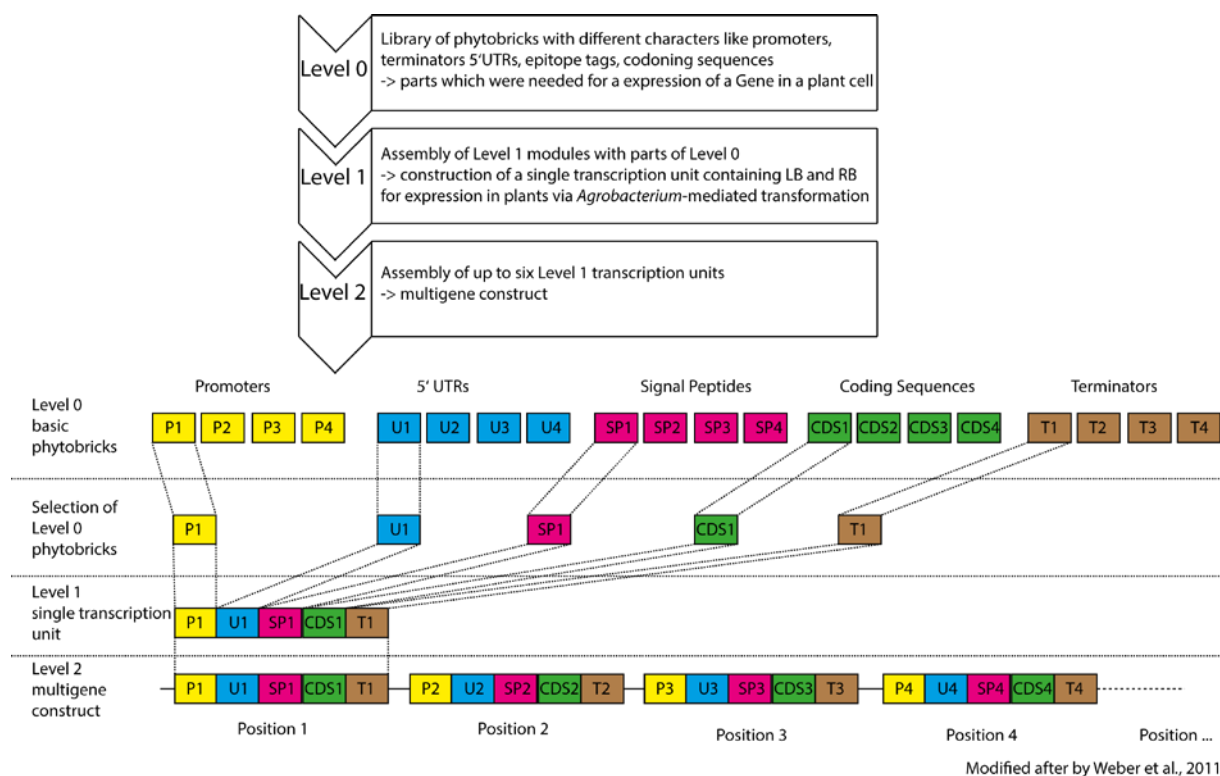 Level 0
Library of phytobricks with different characters like promoters,
terminators 5‘UTRs, epitope tags, codoning sequences
-> parts which were needed for a expression of a Gene in a plant cell
Level 1
Assembly of Level 1 modules with parts of Level 0
-> construction of a single transcription unit containing LB and RB
for expression in plants via Agrobacterium-mediated transformation
Level 2
Assembly of up to six Level 1 transcription units
-> multigene construct
Promoters 5‘ UTRs Signal Peptides Coding Sequences Terminators
Level 0
basic
phytobricks
P1 P2 P3 P4 U1 U2 U3 U4 SP1 SP2 SP3 SP4 CDS1 CDS2 CDS3 CDS4 T1 T2 T3 T4
Selection of
Level 0
phytobricks
P1 U1 SP1 CDS1 T1
Level 1
single transcription
unit
P1 U1 SP1 CDS1 T1
Level 2
multigene
construct
P1 U1 SP1 CDS1 T1 P2 U2 SP2 CDS2 T2 P3 U3 SP3 CDS3 T3 P4 U4 SP4 CDS4 T4
Position 1 Position 2 Position 3 Position 4 Position ...
Modified after by Weber et al., 2011